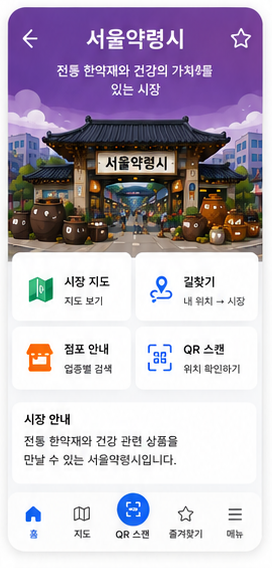 서울약령시
전통 한약재와 건강의 가치를
있는 시장
서울약령시
시장 지도
지도 보기
길찾기
내 위치 → 시장
점포 안내
업종별 검색
QR 스캔
위치 확인하기
시장 안내
전통 한약재와 건강 관련 상품을
만날 수 있는 서울약령시입니다.
홈
지도
QR 스캔
즐겨찾기
메뉴